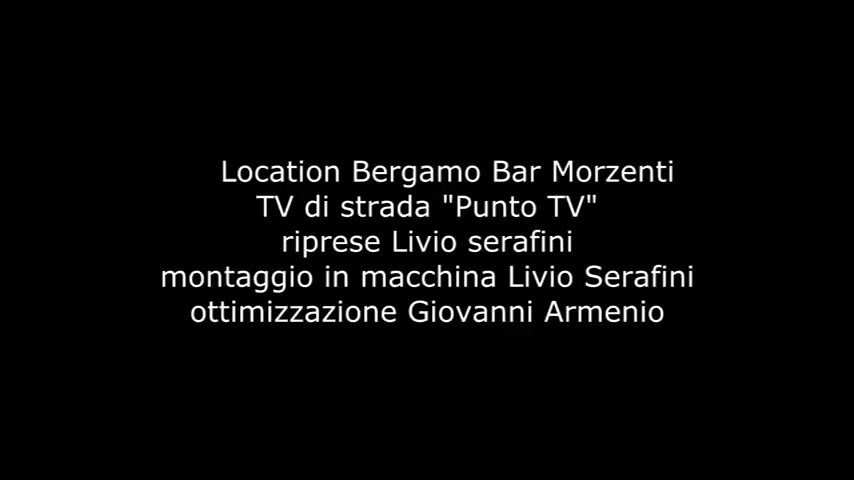 Location Bergamo Bar Morzenti
TV di strada "Punto TV"
riprese Livio serafini
montaggio in macchina Livio Serafini
ottimizzazione Giovanni Armenio